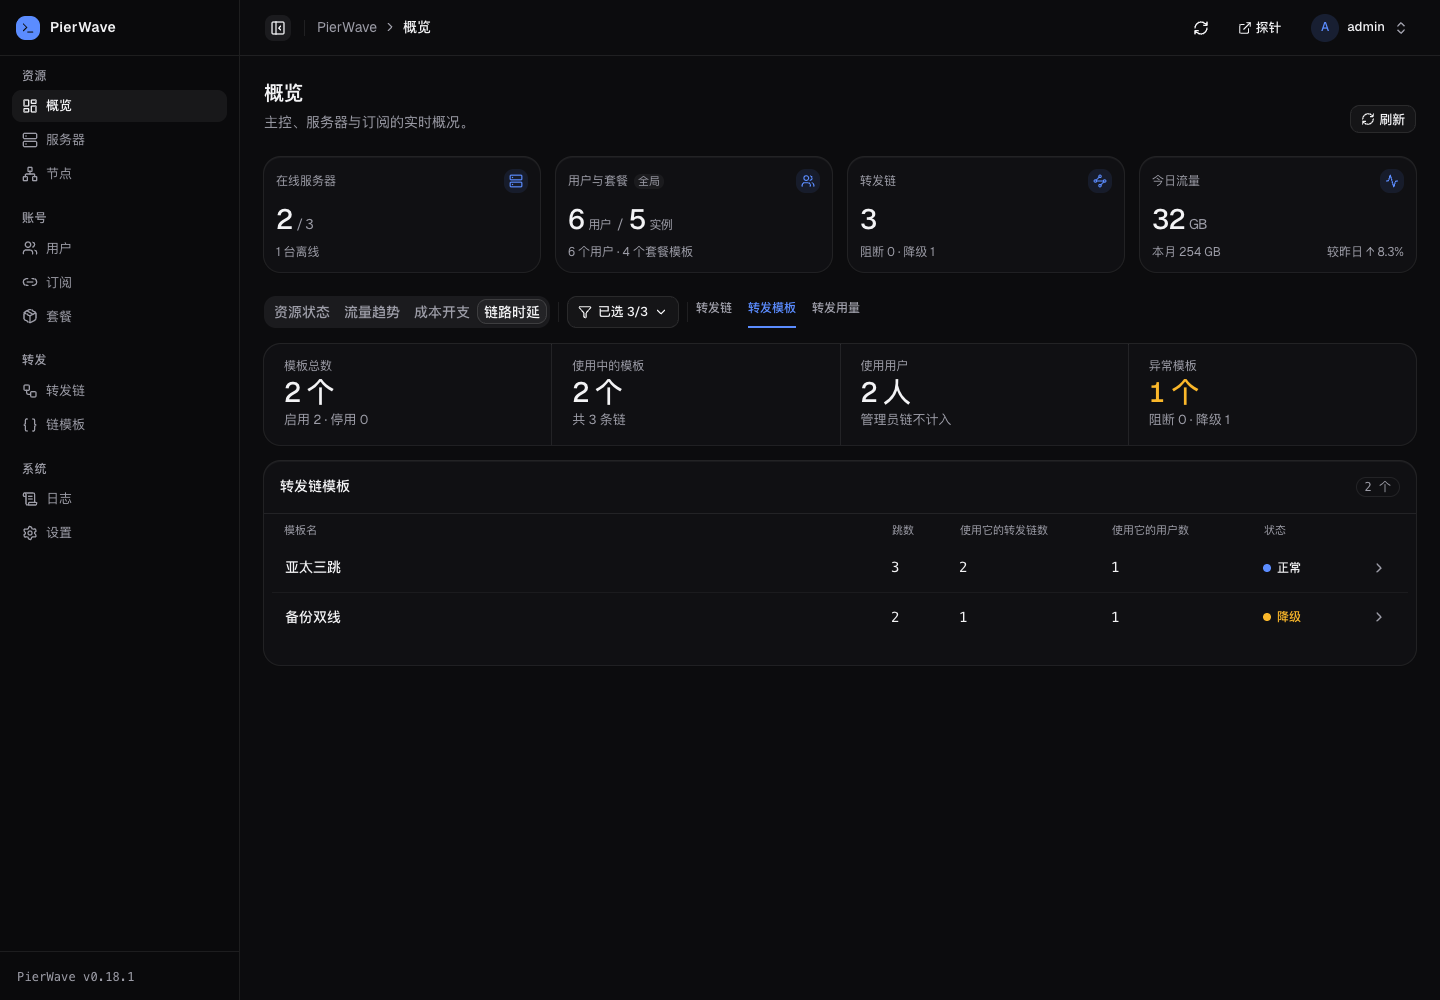 PierWave
资源
概览
服务器
节点
账号
用户
订阅
套餐
转发
转发链
链模板
系统
日志
设置
PierWave v0.18.1
PierWave > 概览
探针
A admin
概览
主控、服务器与订阅的实时概况。
刷新
在线服务器
2 / 3
1 台离线
用户与套餐 全局
6 用户 / 5 实例
6 个用户 · 4 个套餐模板
转发链
3
阻断 0 · 降级 1
今日流量
32 GB
本月 254 GB 较昨日 ↑ 8.3%
资源状态 流量趋势 成本开支 链路时延 已选 3/3 转发链 转发模板 转发用量
模板总数
2 个
启用 2 · 停用 0
使用中的模板
2 个
共 3 条链
使用用户
2 人
管理员链不计入
异常模板
1 个
阻断 0 · 降级 1
转发链模板 2 个
模板名 跳数 使用它的转发链数 使用它的用户数 状态
亚太三跳 3 2 1 正常
备份双线 2 1 1 降级